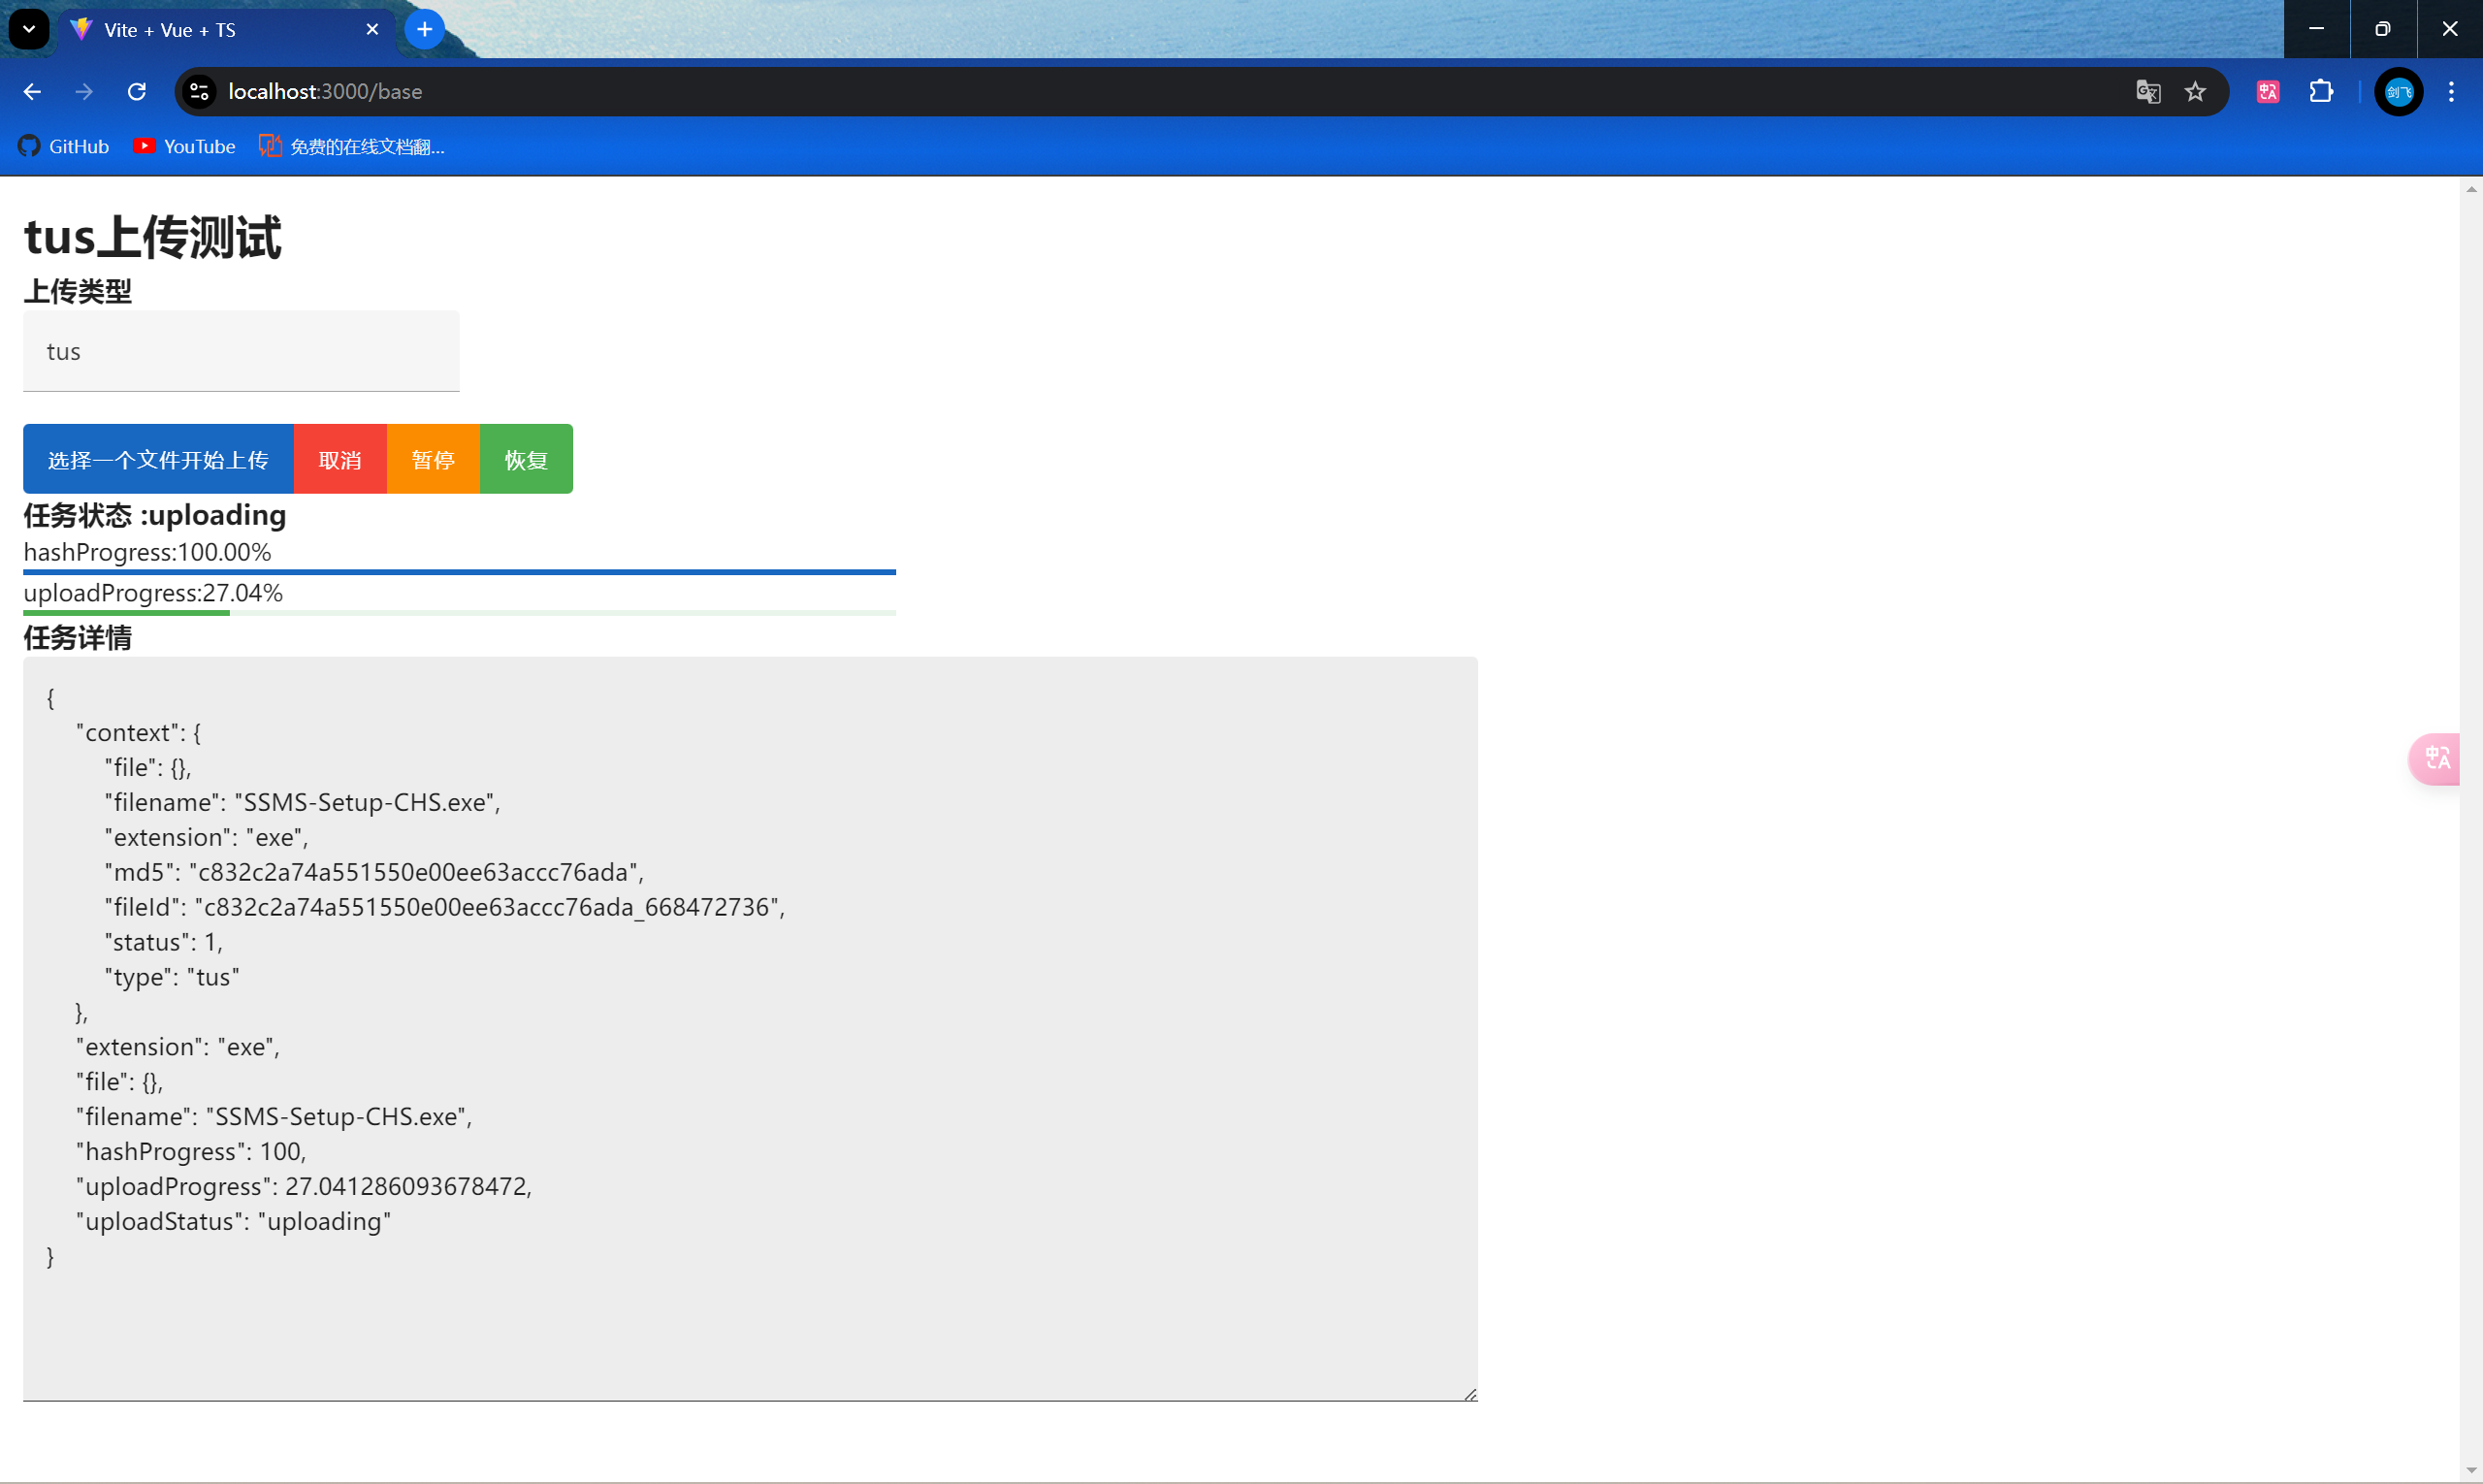 Vite + Vue + TS
localhost:3000/base
GitHub YouTube 免费的在线文档翻...
tus上传测试
上传类型
tus
选择一个文件开始上传 取消 暂停 恢复
任务状态 :uploading
hashProgress:100.00%
uploadProgress:27.04%
任务详情
{
"context": {
"file": {},
"filename": "SSMS-Setup-CHS.exe",
"extension": "exe",
"md5": "c832c2a74a551550e00ee63accc76ada",
"fileId": "c832c2a74a551550e00ee63accc76ada_668472736",
"status": 1,
"type": "tus"
},
"extension": "exe",
"file": {},
"filename": "SSMS-Setup-CHS.exe",
"hashProgress": 100,
"uploadProgress": 27.041286093678472,
"uploadStatus": "uploading"
}